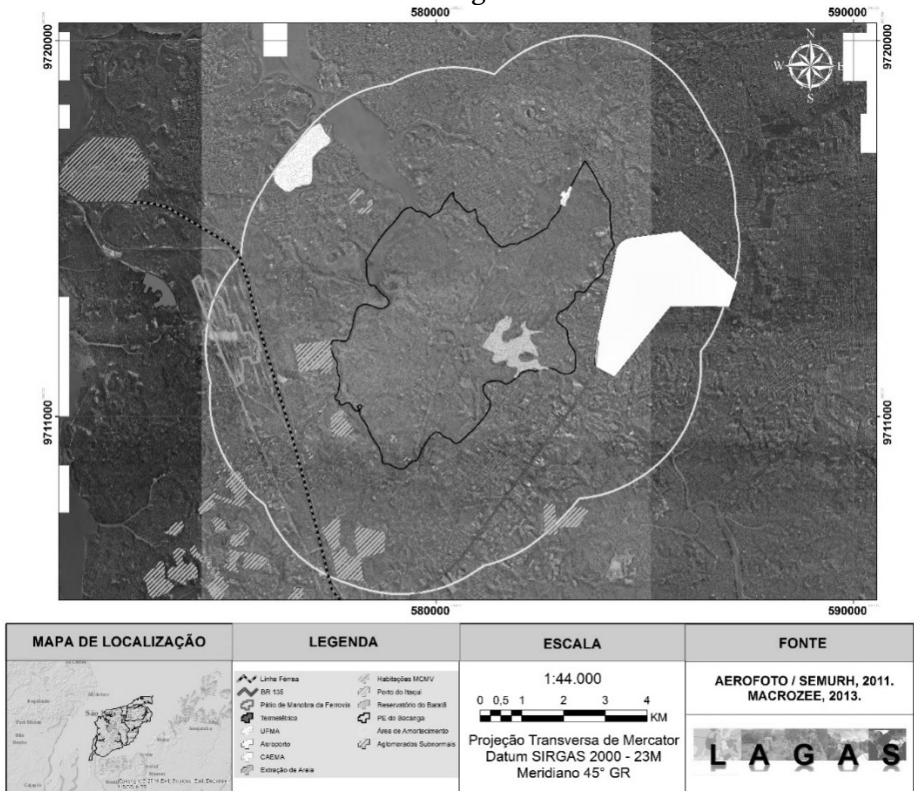 580000
590000
9720000
9720000
N
W
E
S
9711000
9711000
580000
590000
MAPA DE LOCALIZAÇÃO
LEGENDA
Linha Férrea
BR 135
Pátio de Manobra da Ferrovia
Termelétrica
UFMA
Aeroporto
CAEMA
Extração de Areia
Habitações MCMV
Porto do Itaqui
PE do Bacanga
Área de Amortecimento
Aglomerados Subnormais
ESCALA
1:44.000
0 0,5 1 2 3 4
KM
Projeção Transversa de Mercator
Datum SIRGAS 2000 - 23M
Meridiano 45° GR
FONTE
AEROFOTO / SEMURH, 2011.
MACROZEE, 2013.
LAGAS